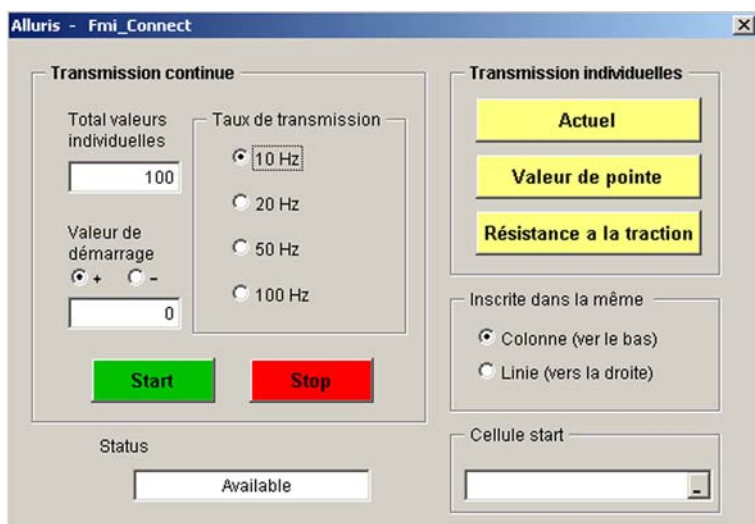 Alluris - Fmi_Connect
Transmission continue
Total valeurs
individuelles
100
Valeur de
démarrage
+ -
0
Taux de transmission
10 Hz
20 Hz
50 Hz
100 Hz
Start Stop
Status
Available
Transmission individuelles
Actuel
Valeur de pointe
Résistance a la traction
Inscrite dans la même
Colonne (ver le bas)
Linie (vers la droite)
Cellule start
_